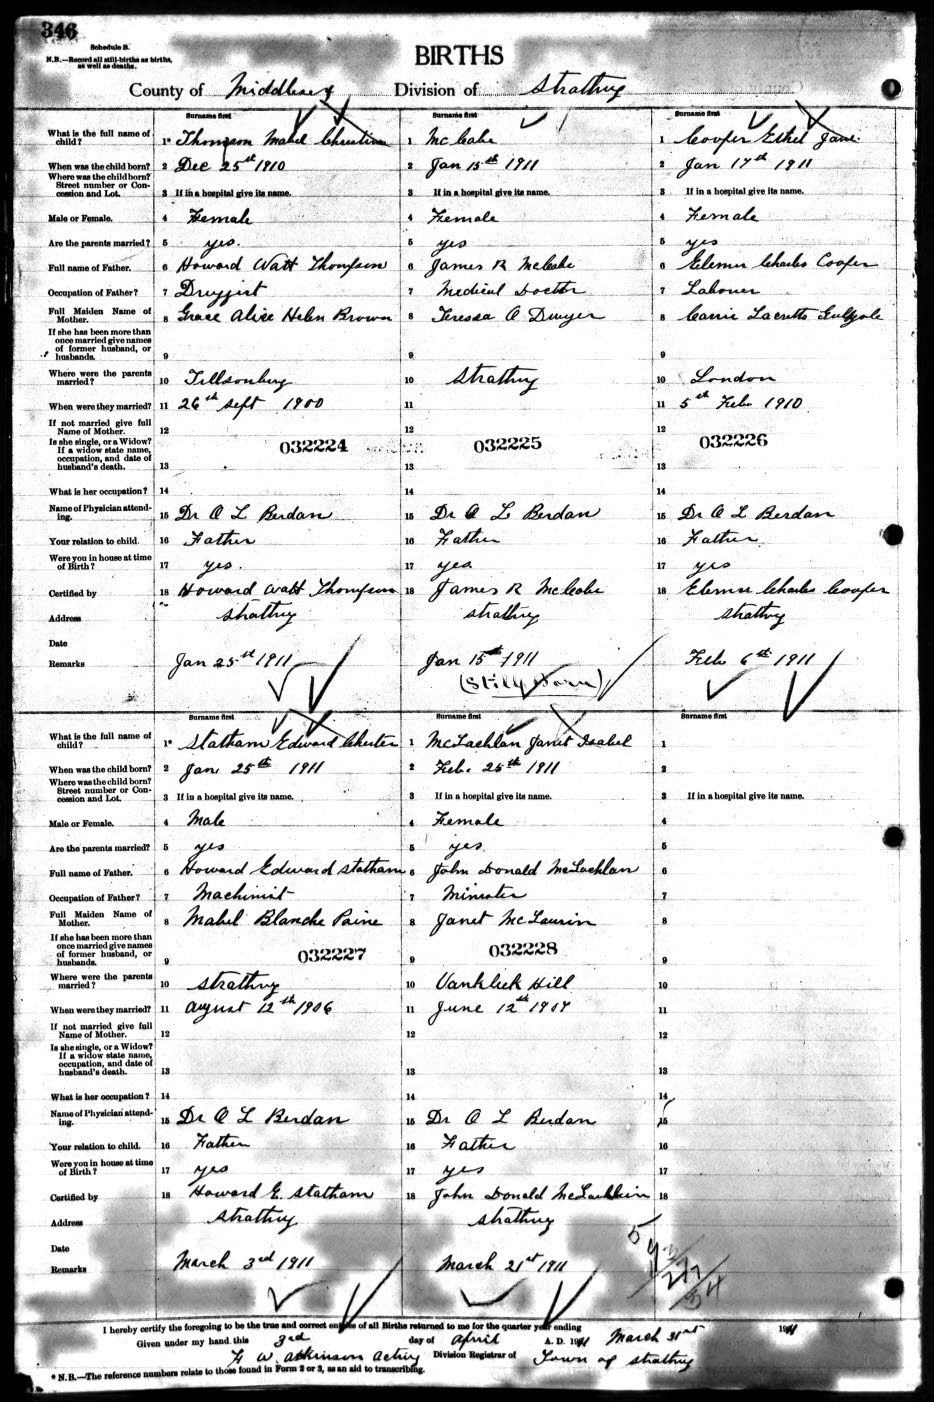 346
Schedule B.
N.B.—Record all still-births as births, as well as deaths.
BIRTHS
County of Middlesex Division of Strathroy
Surname first Surname first Surname first
What is the full name of child? 1* Thompson Mabel Christina 1 McCabe 1 Cooper Ethel Jane
When was the child born? 2 Dec 25th 1910 2 Jan 15th 1911 2 Jan 17th 1911
Where was the child born? Street number or Concession and Lot. 3 If in a hospital give its name. 3 If in a hospital give its name. 3 If in a hospital give its name.
Male or Female. 4 Female 4 Female 4 Female
Are the parents married? 5 yes. 5 yes 5 yes
Full name of Father. 6 Howard Watt Thompson 6 James R McCabe 6 Elemer Charles Cooper
Occupation of Father? 7 Druggist 7 Medical Doctor 7 Labourer
Full Maiden Name of Mother. 8 Grace Alice Helen Brown 8 Teressa A Dwyer 8 Carrie
If she has been more than once married give names of former husband, or husbands. 9 9 9
Where were the parents married? 10 Tillsonburg 10 Strathroy 10 London
When were they married? 11 26th Sept 1900 11 11 5th Feb 1910
If not married give full Name of Mother. 12 12 12
Is she single, or a Widow? If a widow state name, occupation, and date of husband's death. 13 032224 13 032225 13 032226
What is her occupation? 14 14 14
Name of Physician attending. 15 Dr A L Berdan 15 Dr A L Berdan 15 Dr A L Berdan
Your relation to child. 16 Father 16 Father 16 Father
Were you in house at time of Birth? 17 yes. 17 yes. 17 yes
Certified by 18 Howard Watt Thompson 18 James R McCabe 18 Elemer Charles Cooper
Address Strathroy Strathroy Strathroy
Date
Remarks Jan 25th 1911 Jan 15th 1911 Feb 6th 1911
(Still Born)
Surname first Surname first Surname first
What is the full name of child? 1* Statham Edward Chester 1 McLachlan Janet Isabel 1
When was the child born? 2 Jan 25th 1911 2 Feb. 25th 1911 2
Where was the child born? Street number or Concession and Lot. 3 If in a hospital give its name. 3 If in a hospital give its name. 3 If in a hospital give its name.
Male or Female. 4 Male 4 Female 4
Are the parents married? 5 yes 5 yes 5
Full name of Father. 6 Howard Edward Statham 6 John Donald McLachlan 6
Occupation of Father? 7 Machinist 7 Minister 7
Full Maiden Name of Mother. 8 Mabel Blanche Paine 8 Janet McLaurin 8
If she has been more than once married give names of former husband, or husbands. 9 032227 9 032228 9
Where were the parents married? 10 Strathroy 10 Vankleek Hill 10
When were they married? 11 August 12th 1906 11 June 12th 11
If not married give full Name of Mother. 12 12
Is she single, or a Widow? If a widow state name, occupation, and date of husband's death. 13 13 13
What is her occupation? 14 14 14
Name of Physician attending. 15 Dr A L Berdan 15 Dr A L Berdan 15
Your relation to child. 16 Father 16 Father 16
Were you in house at time of Birth? 17 yes 17 yes 17
Certified by 18 Howard E. Statham 18 John Donald McLachlan 18
Address Strathroy Strathroy
Date
Remarks March 3rd 1911 March 21st 1911
I hereby certify the foregoing to be the true and correct entries of all Births returned to me for the quarter year ending March 31st 1911
Given under my hand this 3rd day of April A. D. 1911
F. W. Atkinson Acting Division Registrar of Town of Strathroy
* N.B.—The reference numbers relate to those found in Form 2 or 3, as an aid to transcribing.